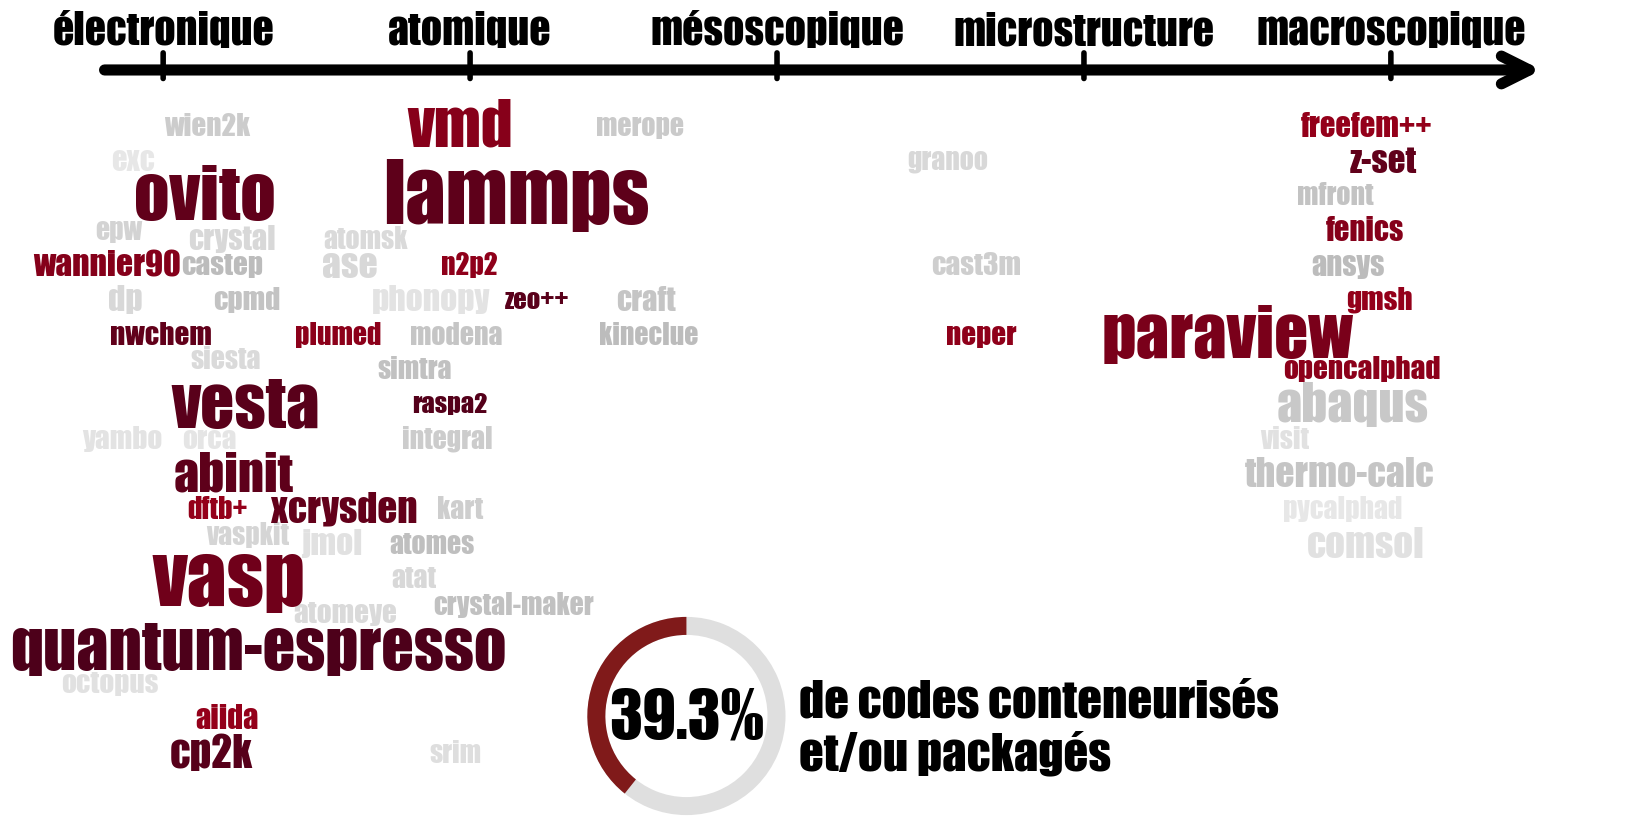 électronique atomique mésoscopique microstructure macroscopique
wien2k vmd merope freefem++
exc granoo z-set
ovito lammps mfront
epw crystal atomsk fenics
wannier90 castep ase n2p2 cast3m ansys
dp cpmd phonopy zeo++ craft gmsh
nwchem plumed modena kineclue neper paraview
siesta simtra opencalphad
vesta raspa2 abaqus
yambo orca integral visit
abinit thermo-calc
dftb+ xcrysden kart pycalphad
vaspkit jmol atomes comsol
vasp atat
atomeye crystal-maker
quantum-espresso
octopus
aiida
cp2k srim
39.3% de codes conteneurisés
et/ou packagés